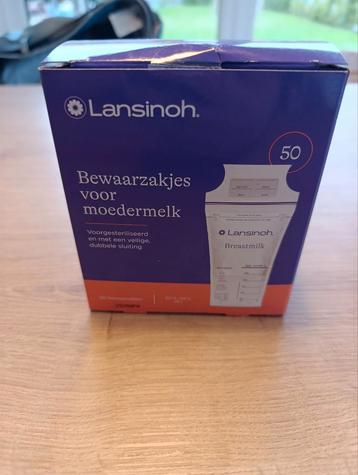 Lansinoh®
50
Bewaarzakjes
voor
moedermelk
Voorgesteriliseerd
en met een veilige,
dubbele sluiting
Lansinoh.
Breastmilk